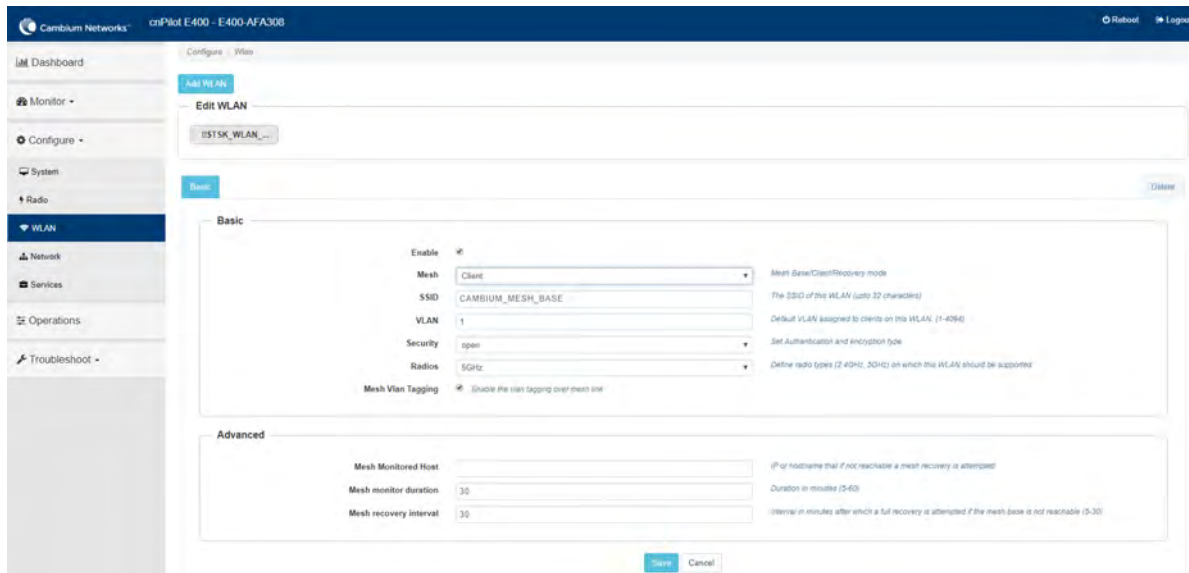 Cambium Networks™
cnPilot E400 - E400-AFA308
Reboot
Logou
Dashboard
Monitor
Configure
System
Radio
WLAN
Network
Services
Operations
Troubleshoot
Configure / Wlan
Add WLAN
Edit WLAN
Basic
Delete
Basic
Enable
Mesh Client Mesh Base/Client/Recovery mode
SSID CAMBIUM_MESH_BASE The SSID of this WLAN (upto 32 characters)
VLAN 1 Default VLAN assigned to clients on this WLAN. (1-4094)
Security open Set Authentication and encryption type
Radios 5GHz Define radio types (2.4GHz, 5GHz) on which this WLAN should be supported
Mesh Vlan Tagging Enable the vlan tagging over mesh link
Advanced
Mesh Monitored Host IP or hostname that if not reachable a mesh recovery is attempted
Mesh monitor duration 30 Duration in minutes (5-60)
Mesh recovery interval 30 Interval in minutes after which a full recovery is attempted if the mesh base is not reachable (5-30)
Save Cancel